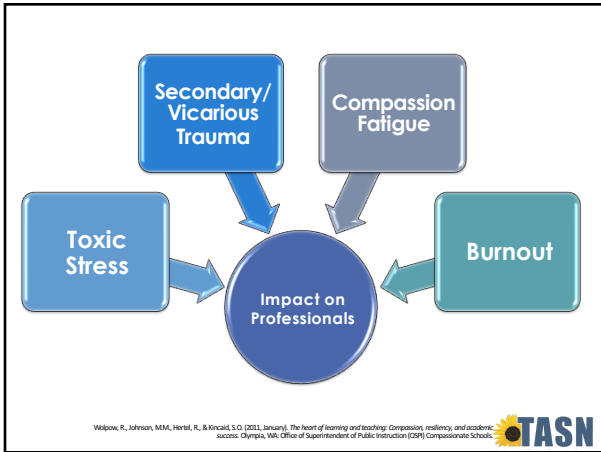 Secondary/
Vicarious
Trauma
Compassion
Fatigue
Toxic
Stress
Burnout
Impact on
Professionals
Wolpow, R., Johnson, M.M., Hertel, R., & Kincaid, S.O. (2011, January). The heart of learning and teaching: Compassion, resiliency, and academic
success. Olympia, WA: Office of Superintendent of Public Instruction (OSPI) Compassionate Schools.
TASN